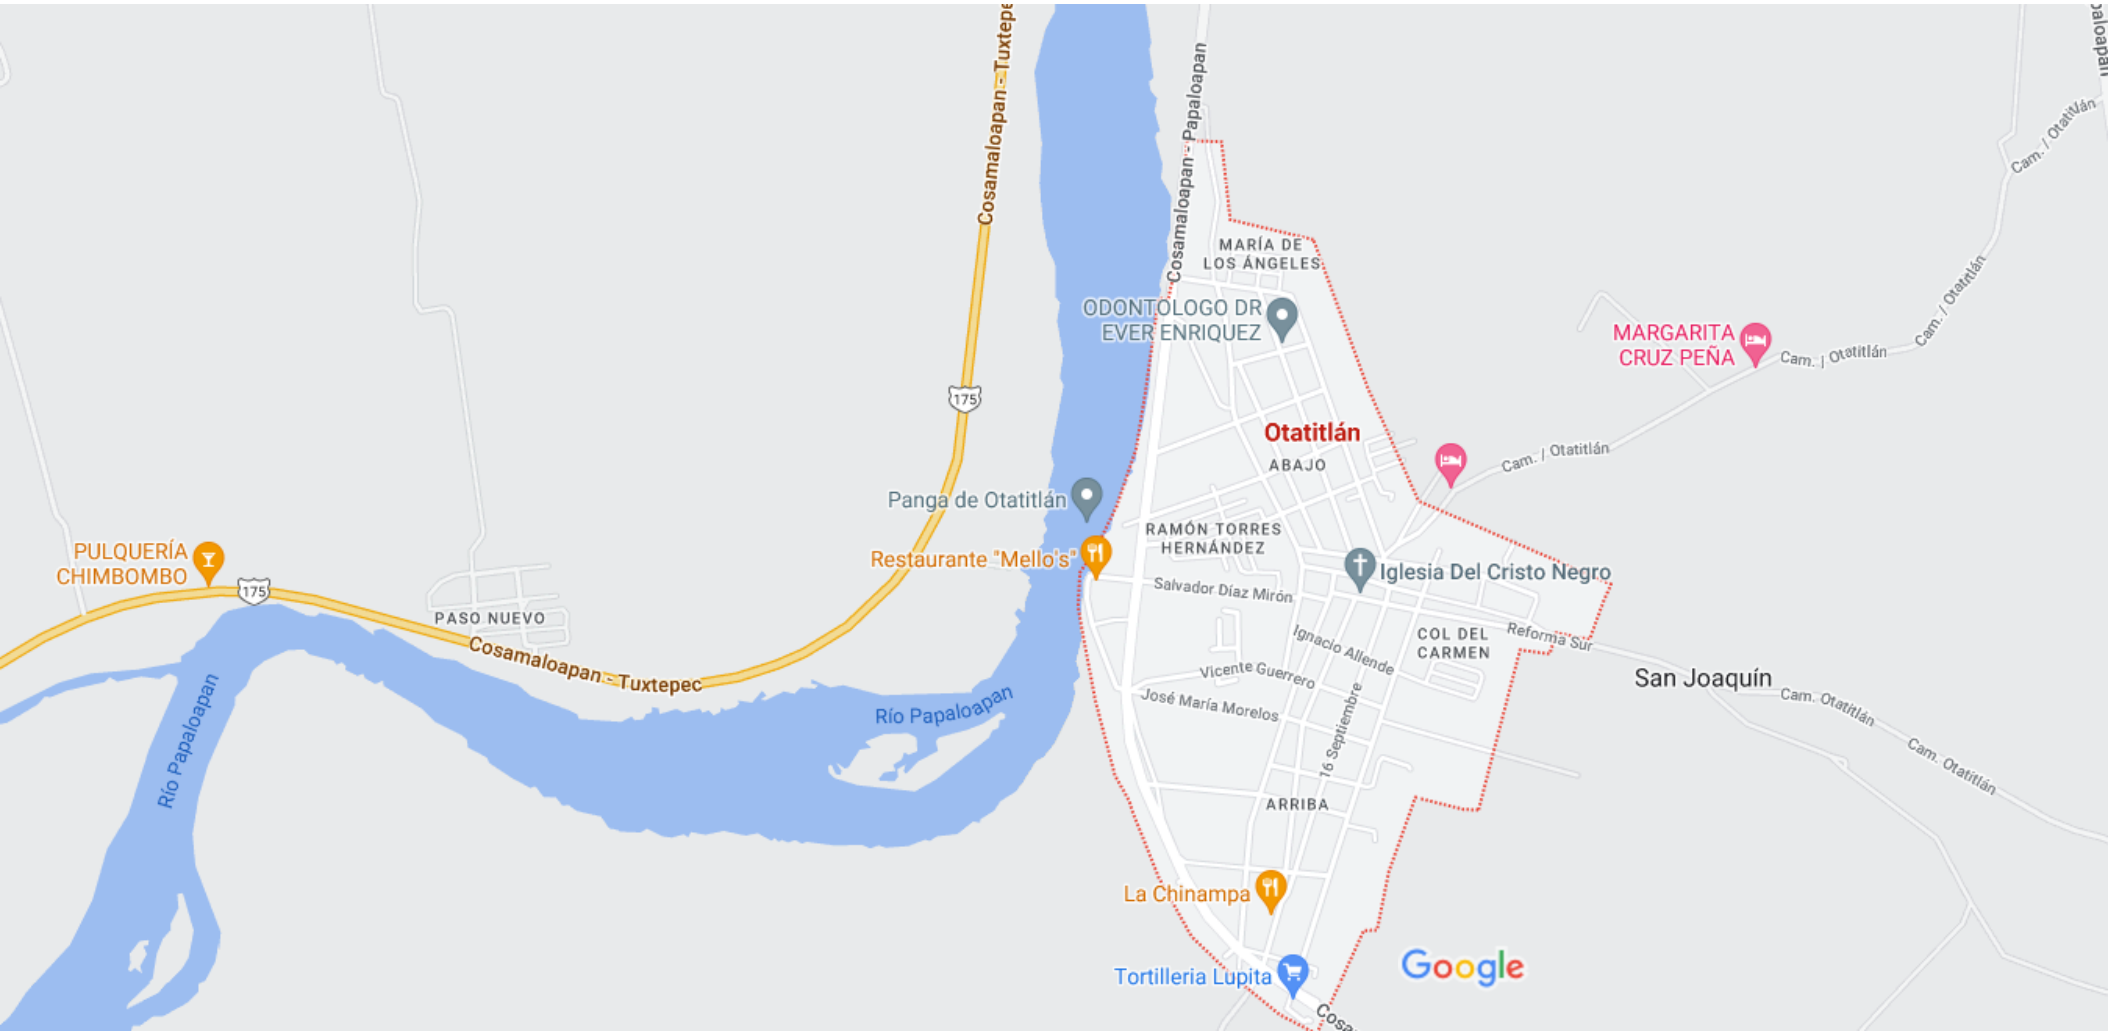 Cosamaloapan - Tuxtepe
Cosamaloapan - Papaloapan
paloapan
Cam. / Otatitlán
MARÍA DE
LOS ÁNGELES
ODONTOLOGO DR
EVER ENRIQUEZ
MARGARITA
CRUZ PEÑA
Cam. / Otatitlán
Cam. / Otatitlán
175
Otatitlán
ABAJO
Cam. / Otatitlán
Panga de Otatitlán
RAMÓN TORRES
HERNÁNDEZ
Restaurante "Mello's"
PULQUERÍA
CHIMBOMBO
175
Iglesia Del Cristo Negro
Salvador Díaz Mirón
PASO NUEVO
Cosamaloapan - Tuxtepec
Ignacio Allende
COL DEL
CARMEN
Reforma Sur
San Joaquín
Vicente Guerrero
José María Morelos
Río Papaloapan
Río Papaloapan
16 Septiembre
Cam. Otatitlán
Cam. Otatitlán
ARRIBA
La Chinampa
Google
Tortilleria Lupita
Cosa